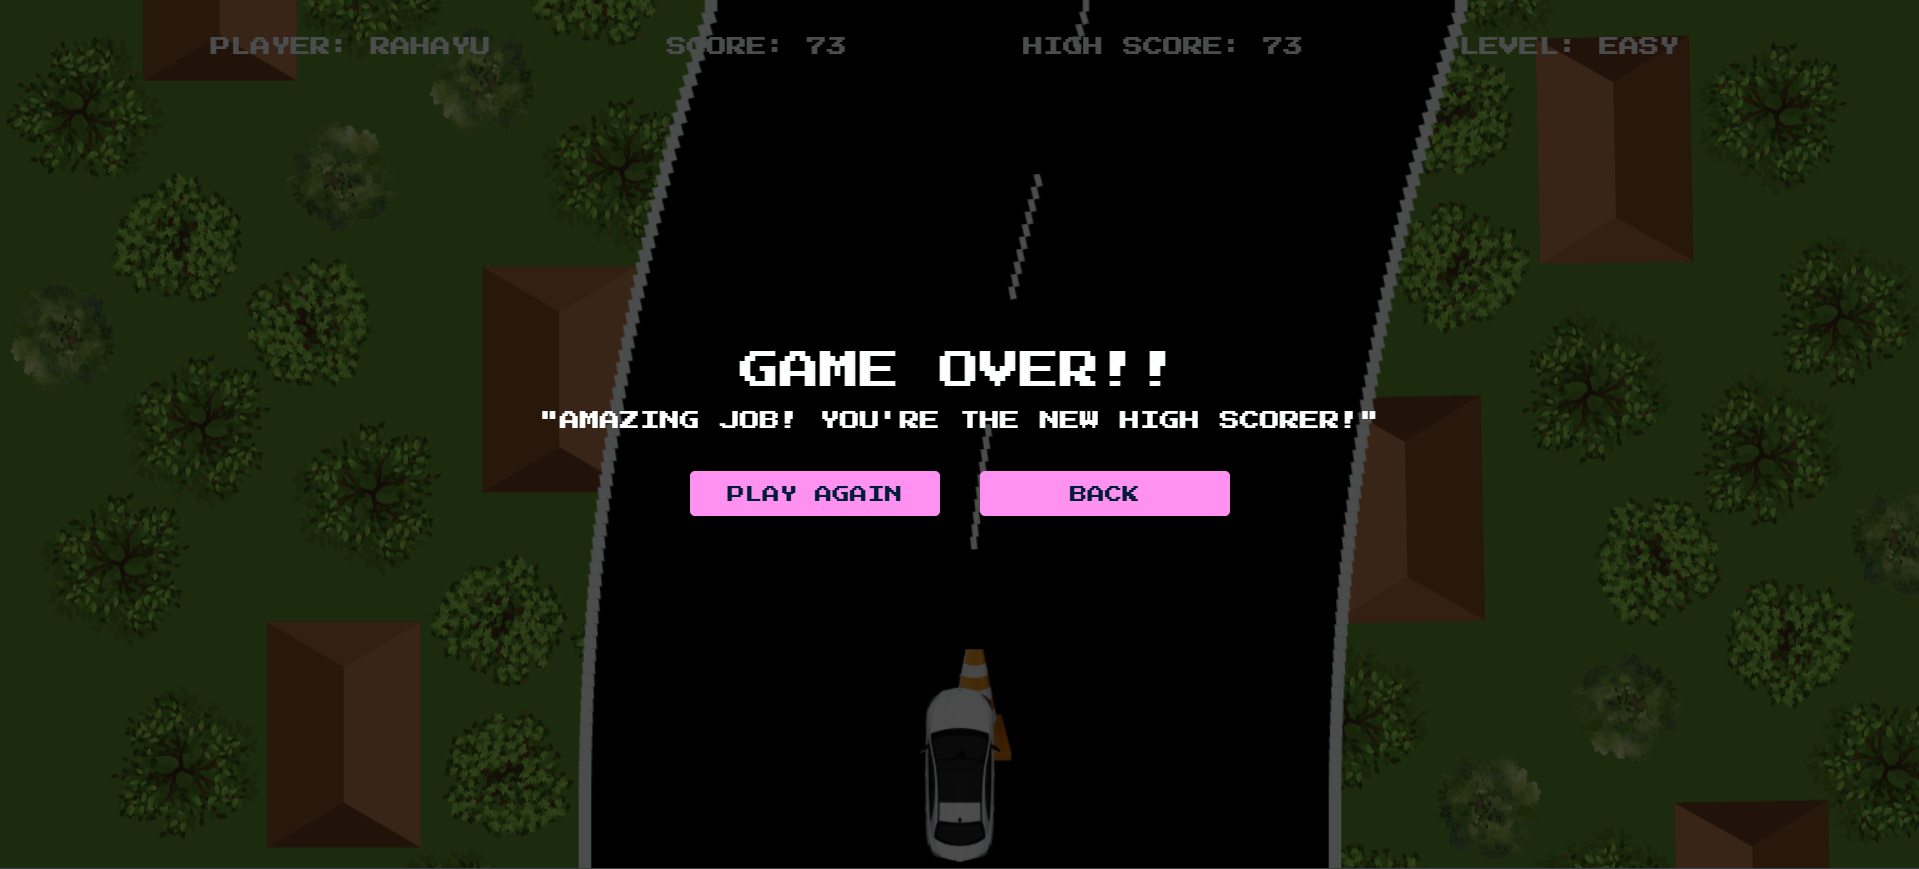 PLAYER: RAHAYU SCORE: 73 HIGH SCORE: 73 LEVEL: EASY
GAME OVER!!
"AMAZING JOB! YOU'RE THE NEW HIGH SCORER!"
PLAY AGAIN BACK